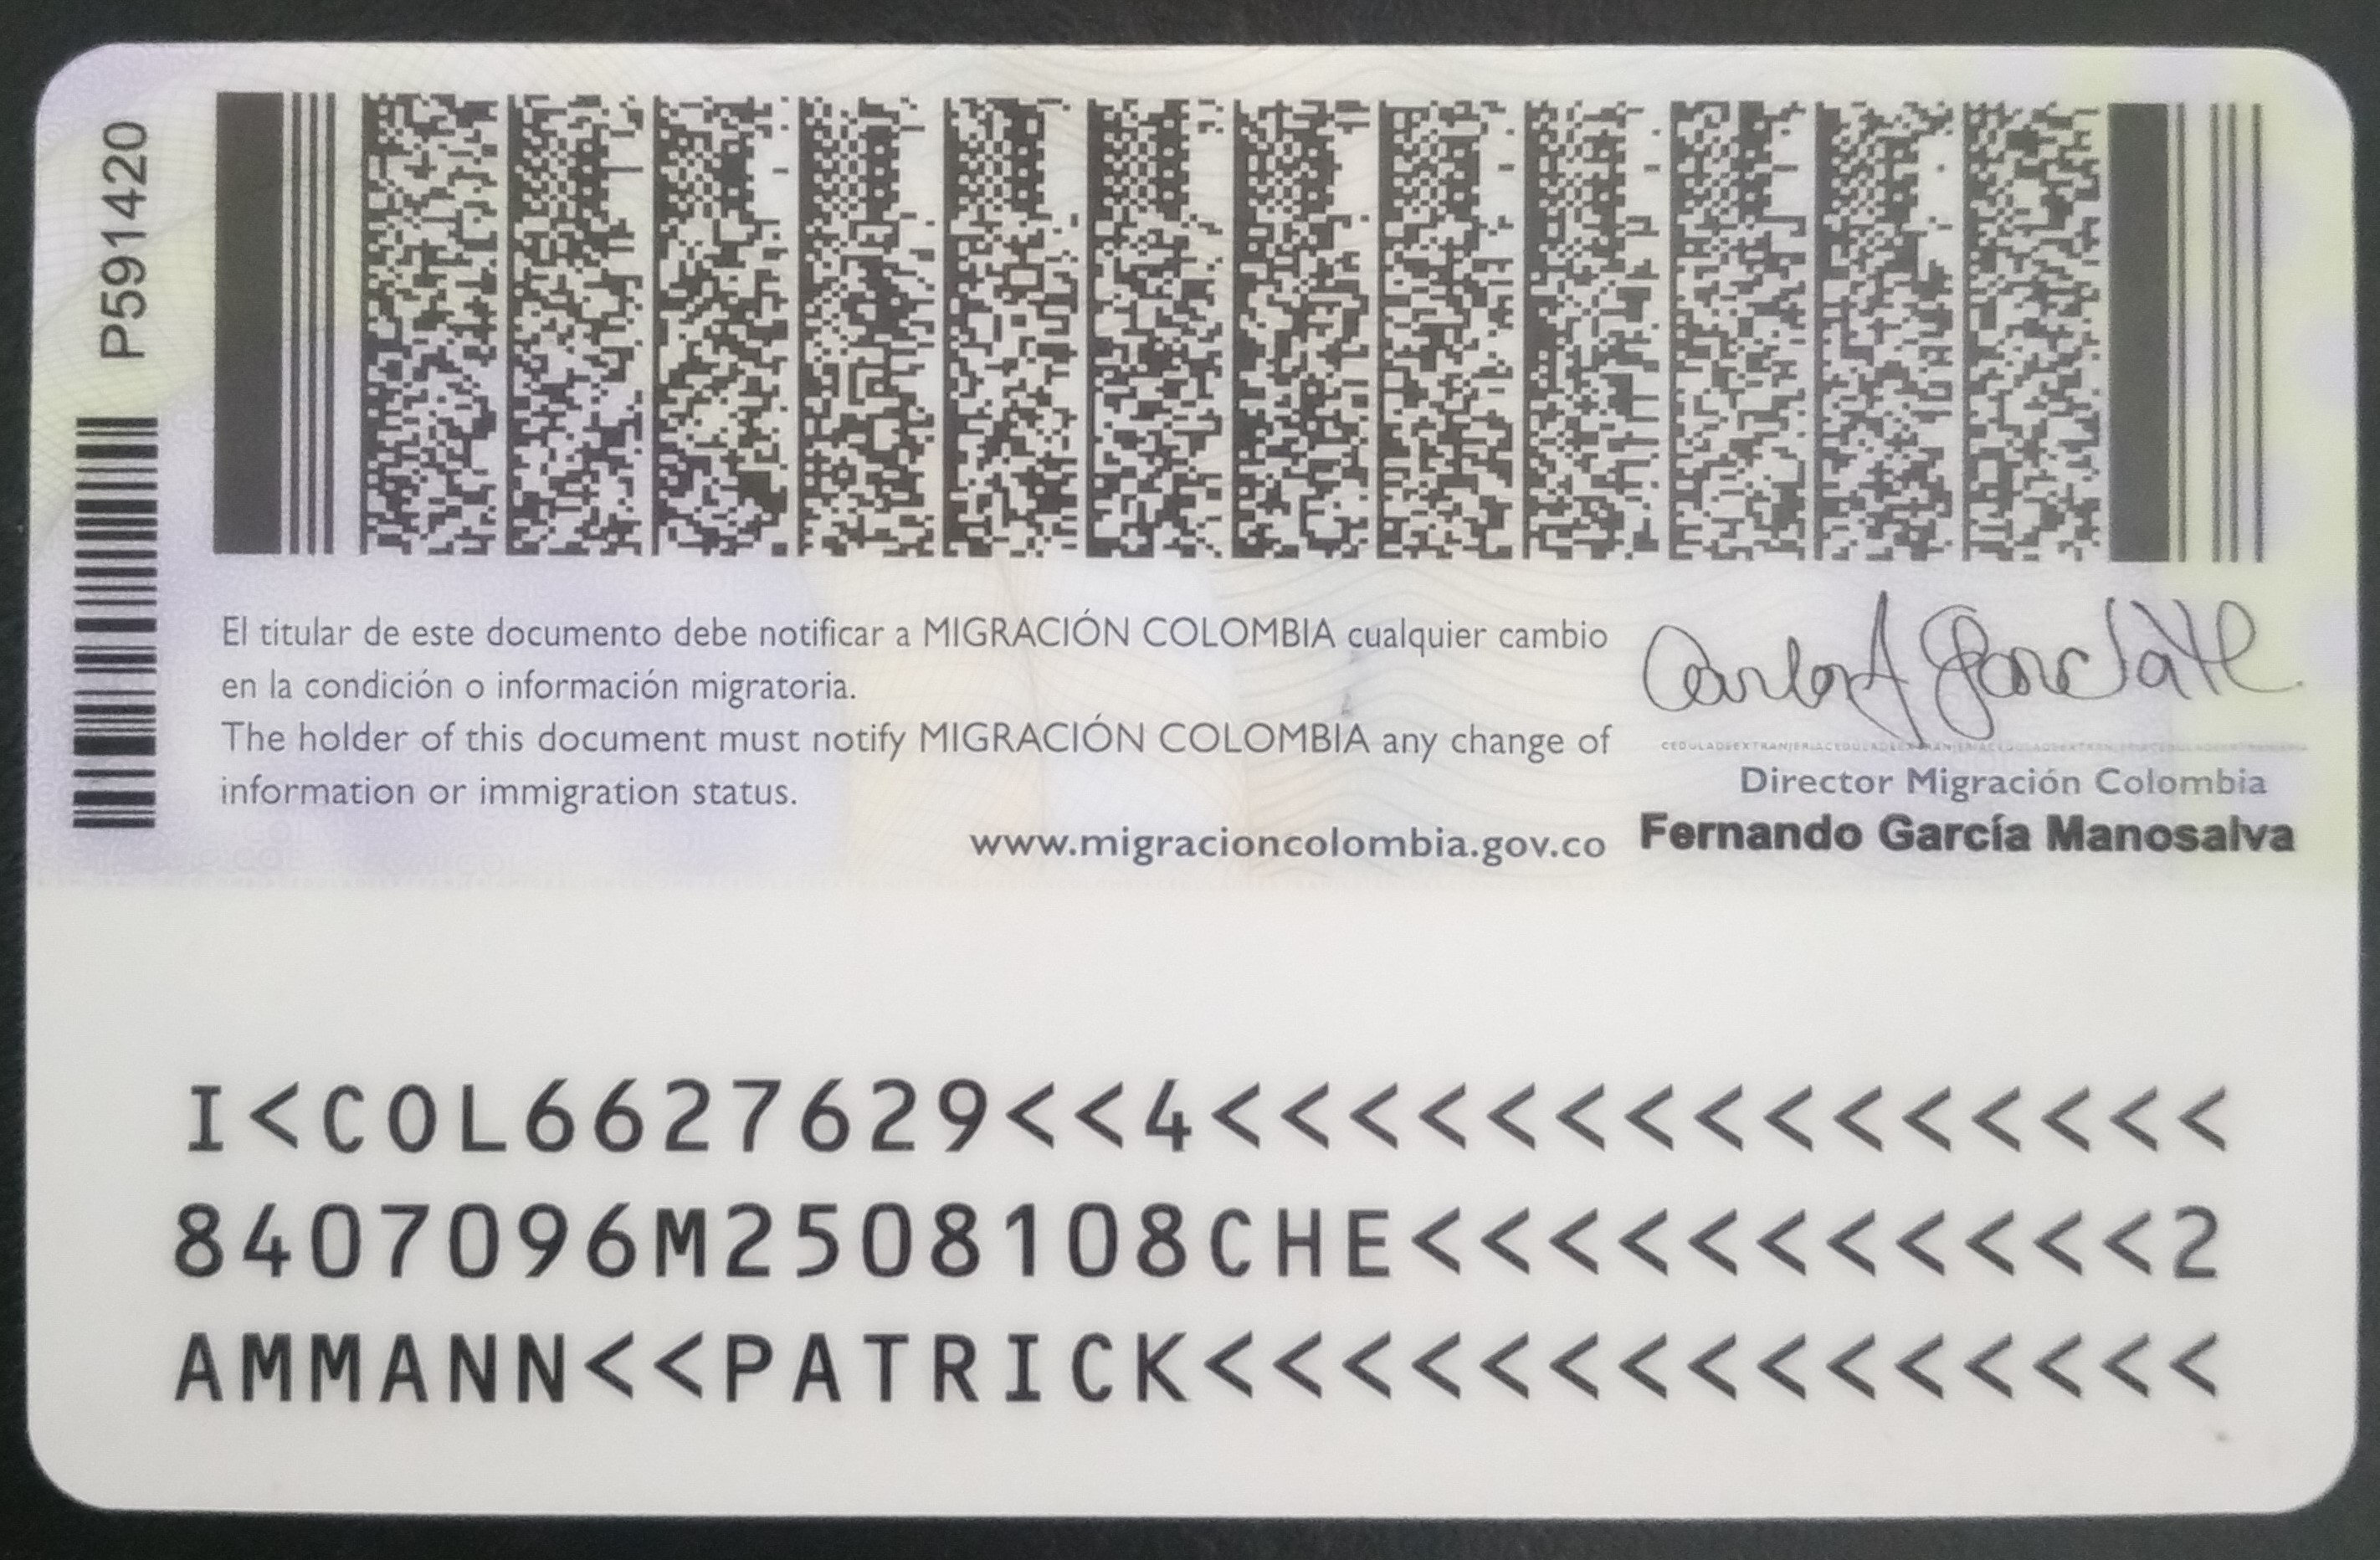 P591420
El titular de este documento debe notificar a MIGRACIÓN COLOMBIA cualquier cambio
en la condición o información migratoria.
The holder of this document must notify MIGRACIÓN COLOMBIA any change of
information or immigration status.
www.migracioncolombia.gov.co
Director Migración Colombia
Fernando García Manosalva
I<COL6627629<<4<<<<<<<<<<<<<<<
8407096M2508108CHE<<<<<<<<<<<2
AMMANN<<PATRICK<<<<<<<<<<<<<<<